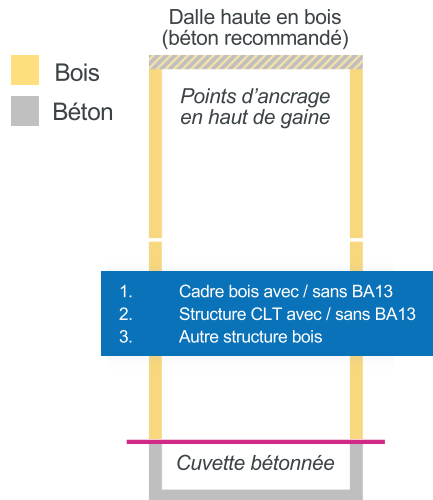 Dalle haute en bois
(béton recommandé)
Bois
Béton
Points d'ancrage
en haut de gaine
1. Cadre bois avec / sans BA13
2. Structure CLT avec / sans BA13
3. Autre structure bois
Cuvette bétonnée